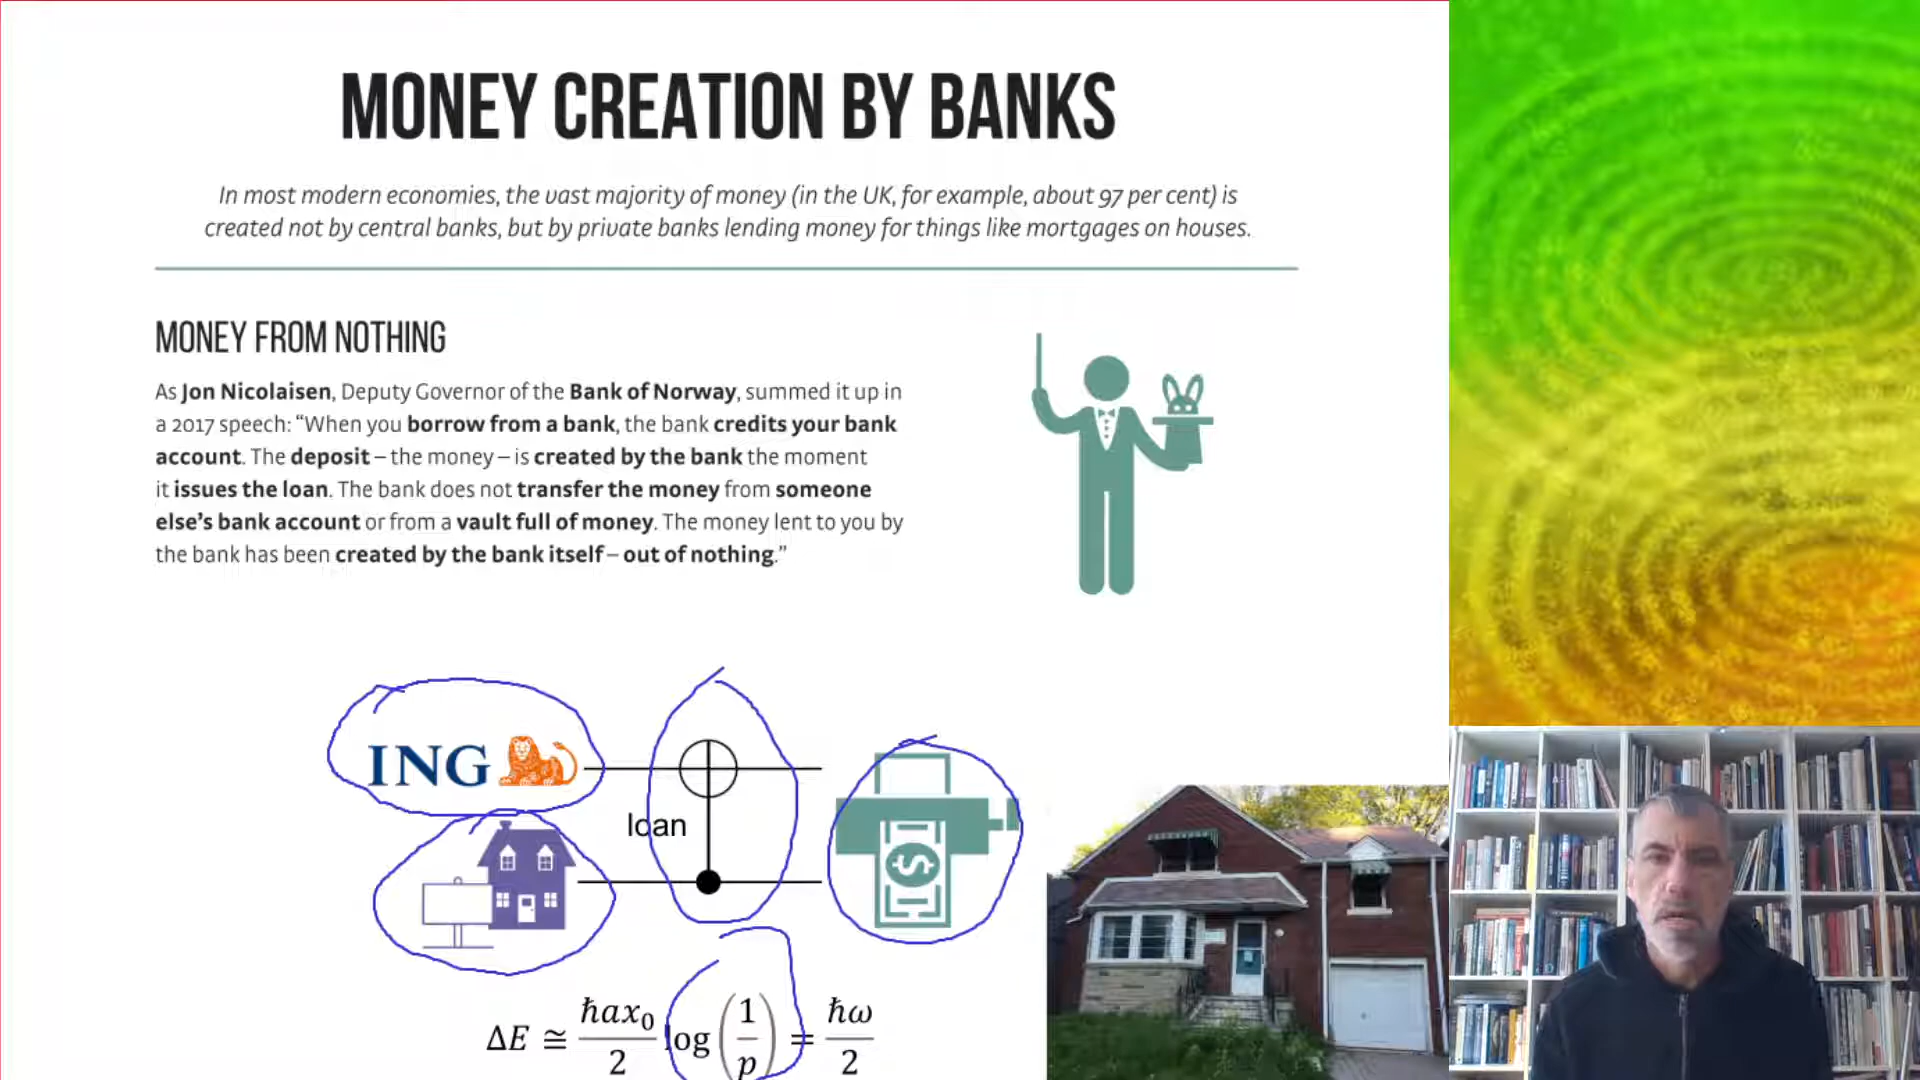 MONEY CREATION BY BANKS
In most modern economies, the vast majority of money (in the UK, for example, about 97 per cent) is
created not by central banks, but by private banks lending money for things like mortgages on houses.
MONEY FROM NOTHING
As Jon Nicolaisen, Deputy Governor of the Bank of Norway, summed it up in
a 2017 speech: “When you borrow from a bank, the bank credits your bank
account. The deposit – the money – is created by the bank the moment
it issues the loan. The bank does not transfer the money from someone
else’s bank account or from a vault full of money. The money lent to you by
the bank has been created by the bank itself – out of nothing.”
ING
loan
$
ΔE ≅ ħax₀/2 log(1/p) = ħω/2